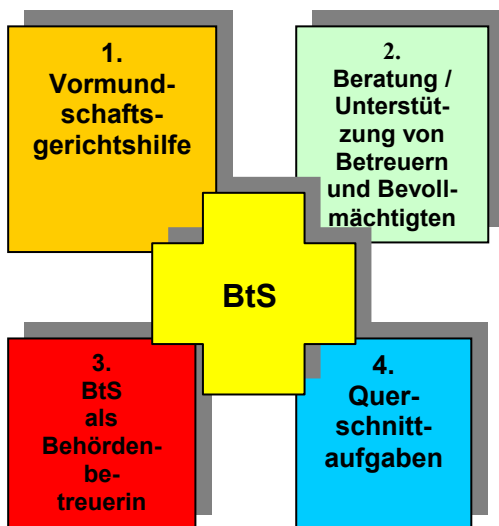 1.
Vormund-
schafts-
gerichtshilfe
2.
Beratung /
Unterstüt-
zung von
Betreuern
und Bevoll-
mächtigten
BtS
3.
BtS
als
Behörden-
be-
treuerin
4.
Quer-
schnitt-
aufgaben